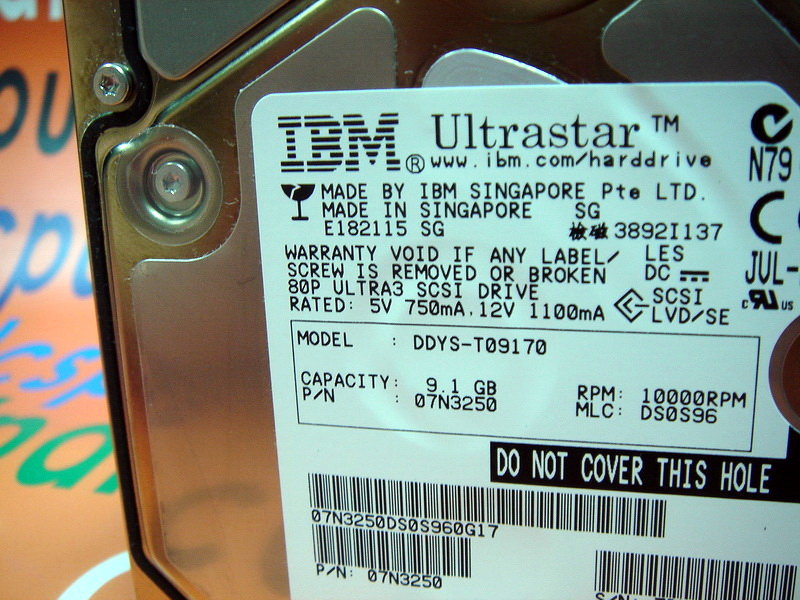 IBM® Ultrastar™
www.ibm.com/harddrive
N79
MADE BY IBM SINGAPORE Pte LTD.
MADE IN SINGAPORE SG
E182115 SG
3892I137
WARRANTY VOID IF ANY LABEL/
SCREW IS REMOVED OR BROKEN
LES
DC
JUL-
80P ULTRA3 SCSI DRIVE
RATED: 5V 750mA, 12V 1100mA
SCSI
LVD/SE
c RU us
MODEL : DDYS-T09170
CAPACITY: 9.1 GB
P/N : 07N3250
RPM: 10000RPM
MLC: DS0S96
DO NOT COVER THIS HOLE
07N3250DS0S960G17
P/N: 07N3250